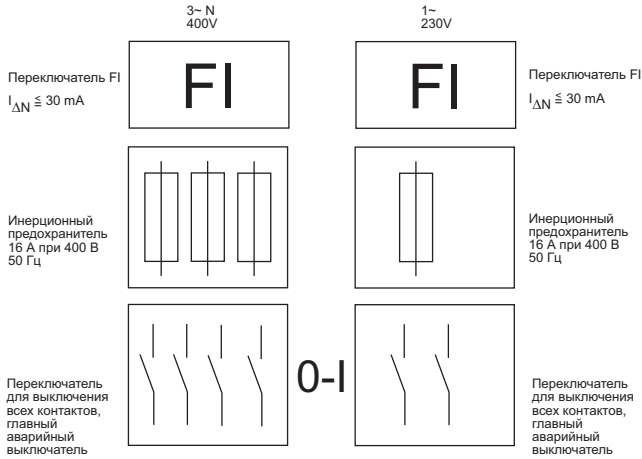 3~ N
400V
1~
230V
Переключатель FI
I ΔN ≦ 30 mA
FI
FI
Переключатель FI
I ΔN ≦ 30 mA
Инерционный
предохранитель
16 А при 400 В
50 Гц
Инерционный
предохранитель
16 А при 400 В
50 Гц
0-I
Переключатель
для выключения
всех контактов,
главный
аварийный
выключатель
Переключатель
для выключения
всех контактов,
главный
аварийный
выключатель